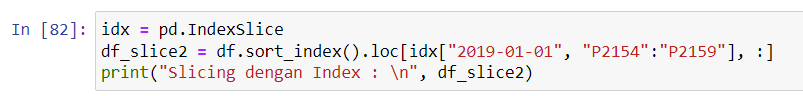 In [82]: idx = pd.IndexSlice
df_slice2 = df.sort_index().loc[idx["2019-01-01", "P2154":"P2159"], :]
print("Slicing dengan Index : \n", df_slice2)